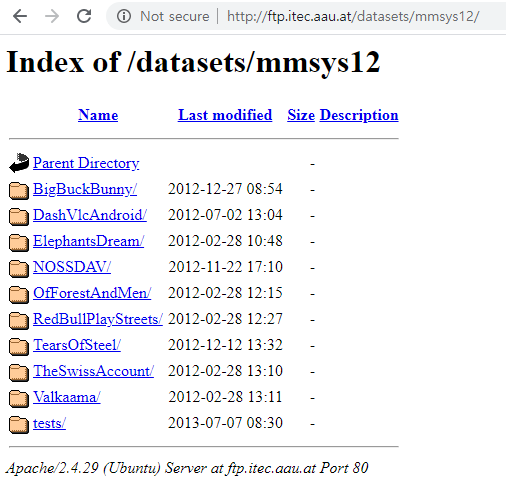 Not secure | http://ftp.itec.aau.at/datasets/mmsys12/
Index of /datasets/mmsys12
Name Last modified Size Description
Parent Directory -
BigBuckBunny/ 2012-12-27 08:54 -
DashVlcAndroid/ 2012-07-02 13:04 -
ElephantsDream/ 2012-02-28 10:48 -
NOSSDAV/ 2012-11-22 17:10 -
OfForestAndMen/ 2012-02-28 12:15 -
RedBullPlayStreets/ 2012-02-28 12:27 -
TearsOfSteel/ 2012-12-12 13:32 -
TheSwissAccount/ 2012-02-28 13:10 -
Valkaama/ 2012-02-28 13:11 -
tests/ 2013-07-07 08:30 -
Apache/2.4.29 (Ubuntu) Server at ftp.itec.aau.at Port 80